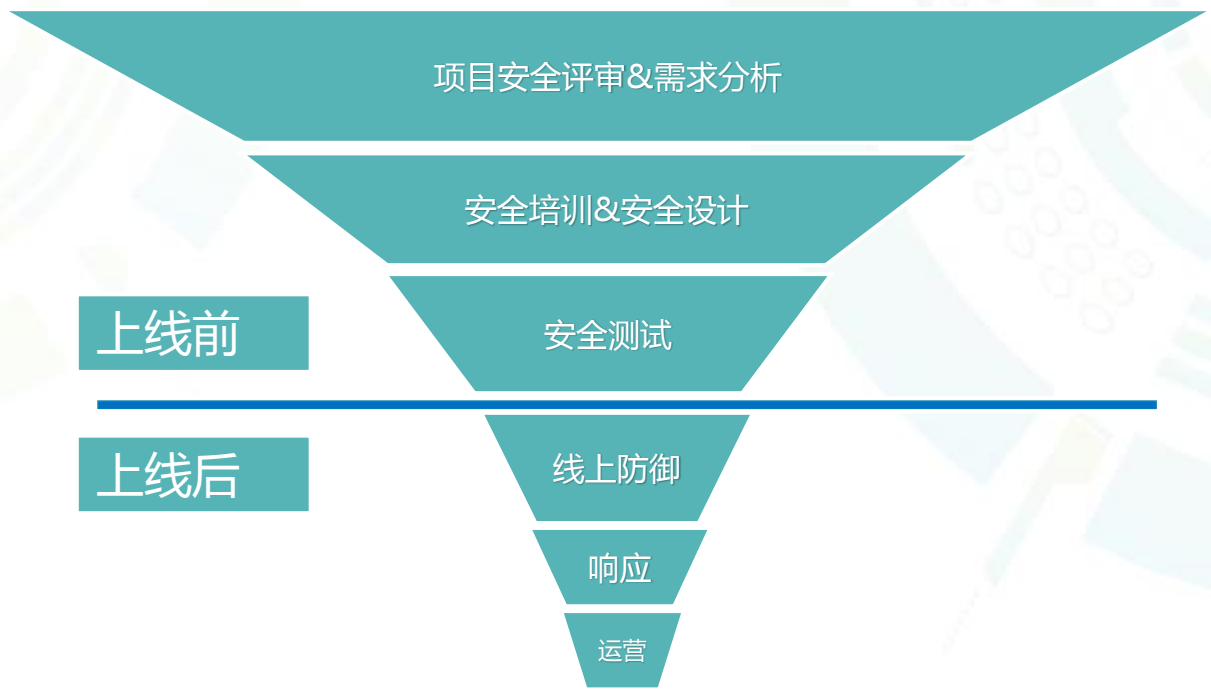 项目安全评审&需求分析
安全培训&安全设计
上线前
安全测试
上线后
线上防御
响应
运营